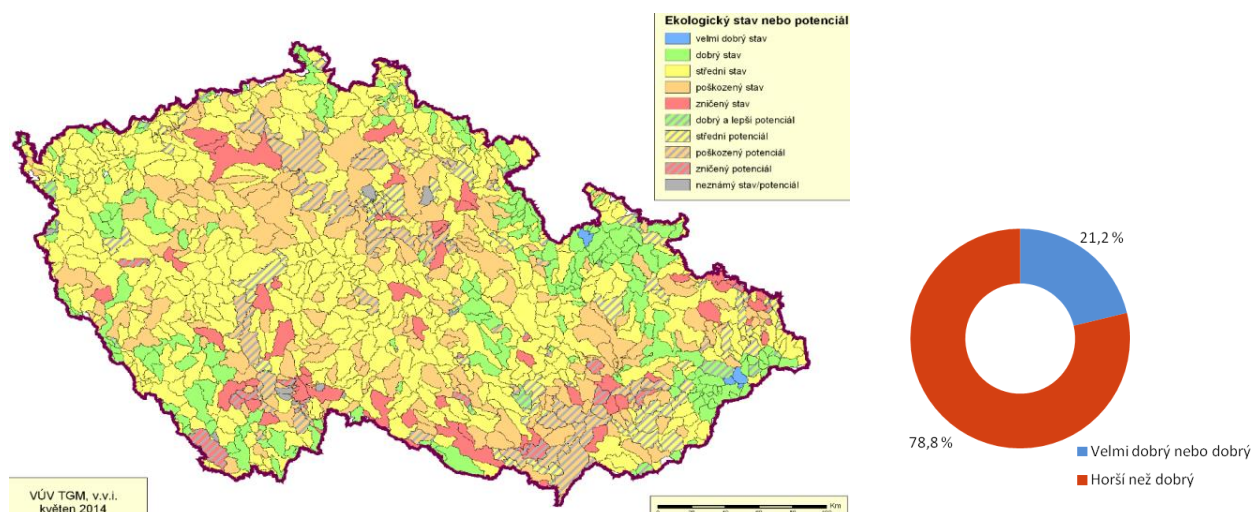 Ekologický stav nebo potenciál
velmi dobrý stav
dobrý stav
střední stav
poškozený stav
zničený stav
dobrý a lepši potenciál
středni potenciál
poškozený potenciál
zničený potenciál
neznámý stav/potenciál
VÚV TGM, v.v.i.
květen 2014
Km
21,2 %
78,8 %
Velmi dobrý nebo dobrý
Horší než dobrý